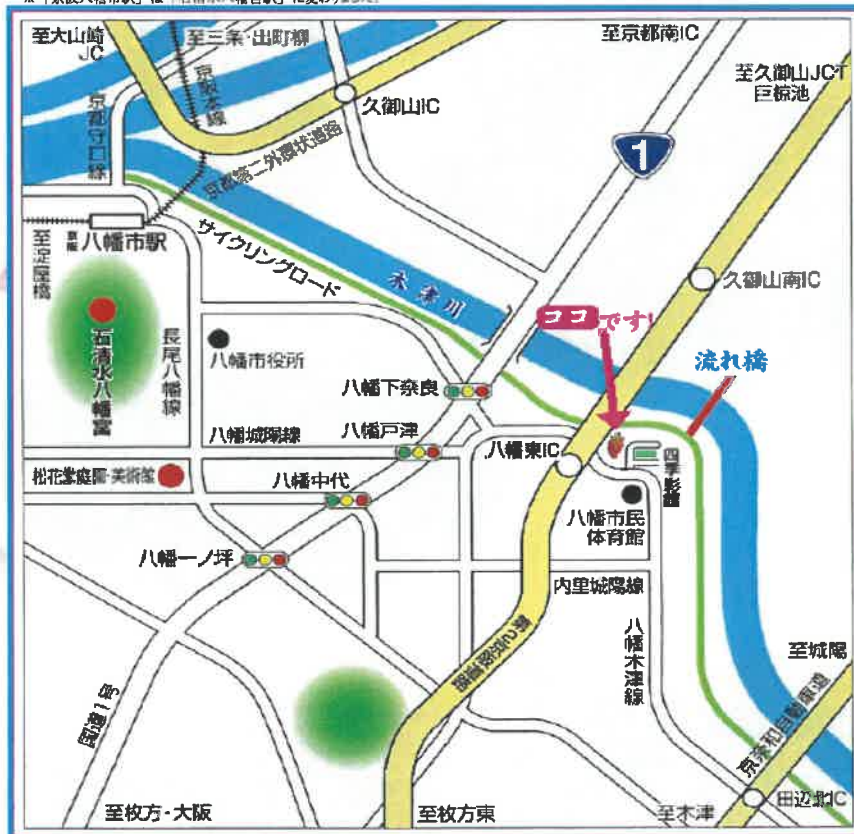 至大山崎
JC
至三条・出町柳
至京都南IC
至久御山JCT
巨椋池
京阪本線
京都守口線
久御山IC
京都第二外環状道路
1
八幡市駅
京阪
至淀屋橋
サイクリングロード
木津川
久御山南IC
ココです!
流れ橋
石清水八幡宮
長尾八幡線
八幡市役所
八幡下奈良
八幡城陽線
八幡戸津
八幡東IC
四季彩館
松花堂庭園・美術館
八幡中代
八幡市民
体育館
八幡一ノ坪
内里城陽線
八幡木津線
第2京阪道路
至城陽
京奈和自動車道
国道1号
田辺北IC
至枚方・大阪
至枚方東
至木津